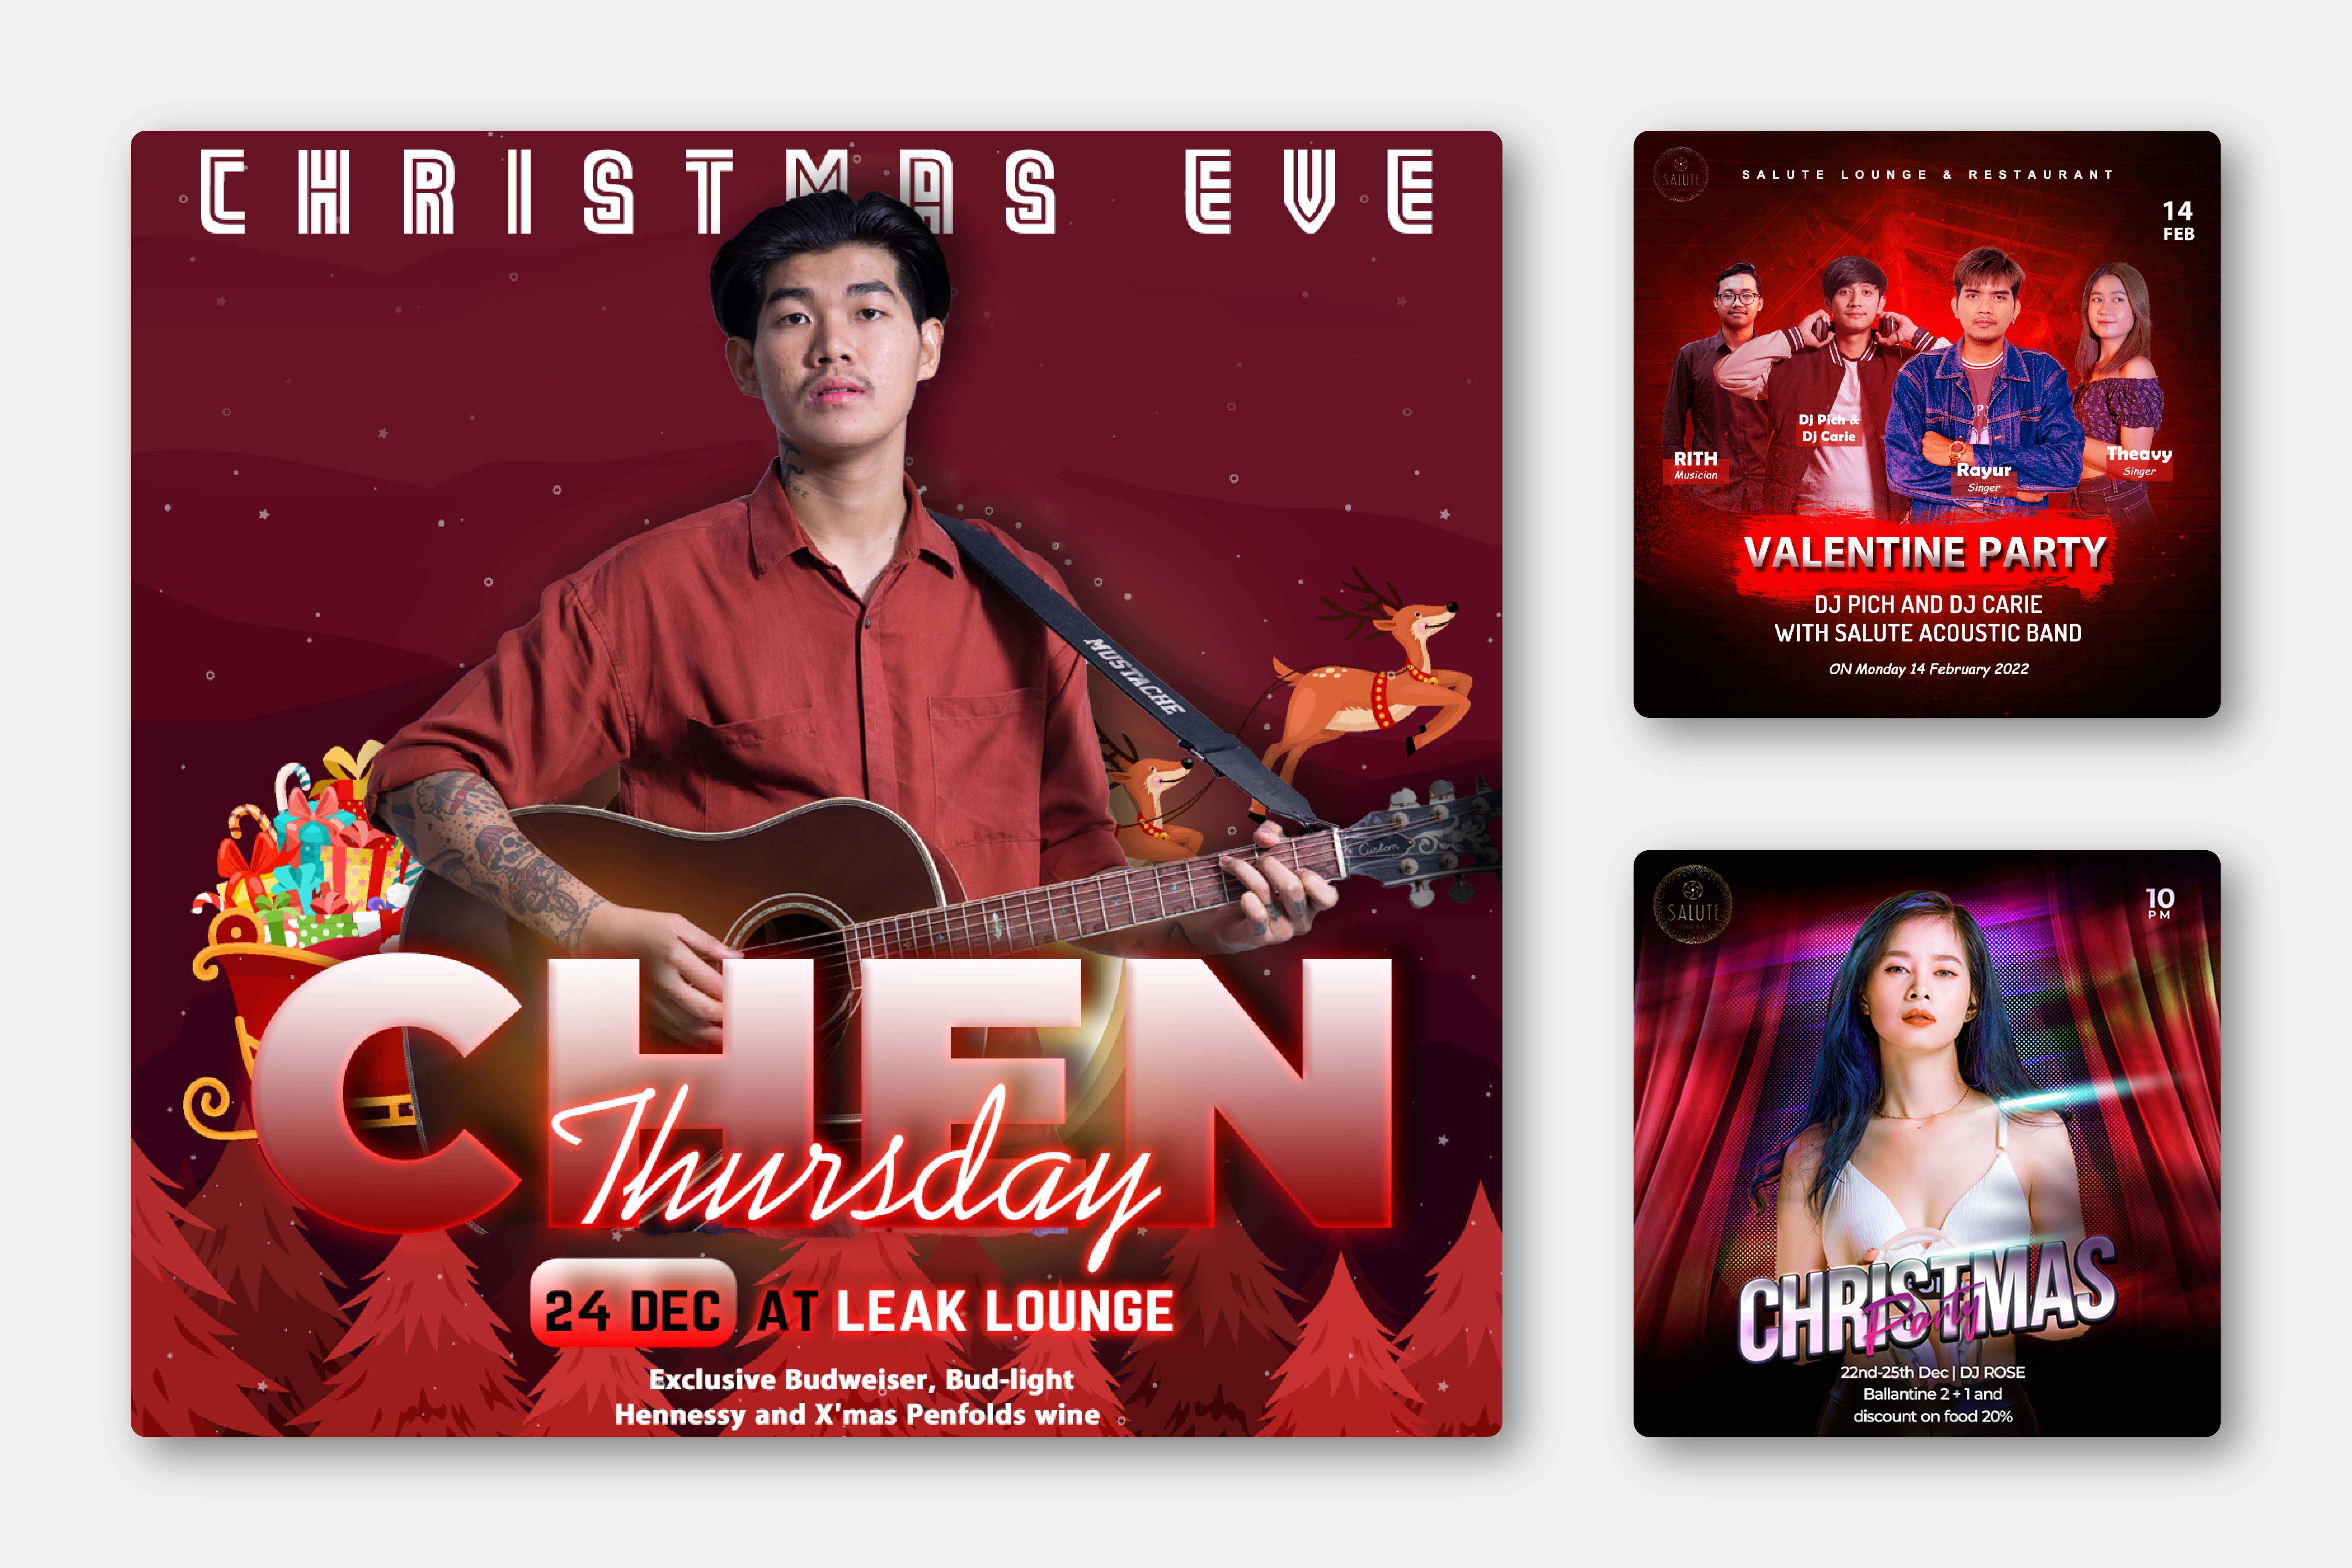 CHRISTMAS EVE
MUSTACHE
Custom
CHEN
Thursday
24 DEC AT LEAK LOUNGE
Exclusive Budweiser, Bud-light
Hennessy and X'mas Penfolds wine
SALUTE
SALUTE LOUNGE & RESTAURANT
14
FEB
Dj Pich &
Dj Carie
RITH
Musician
Rayur
Singer
Theavy
Singer
VALENTINE PARTY
DJ PICH AND DJ CARIE
WITH SALUTE ACOUSTIC BAND
ON Monday 14 February 2022
SALUTE
10
PM
CHRISTMAS
Party
22nd-25th Dec | DJ ROSE
Ballantine 2 + 1 and
discount on food 20%